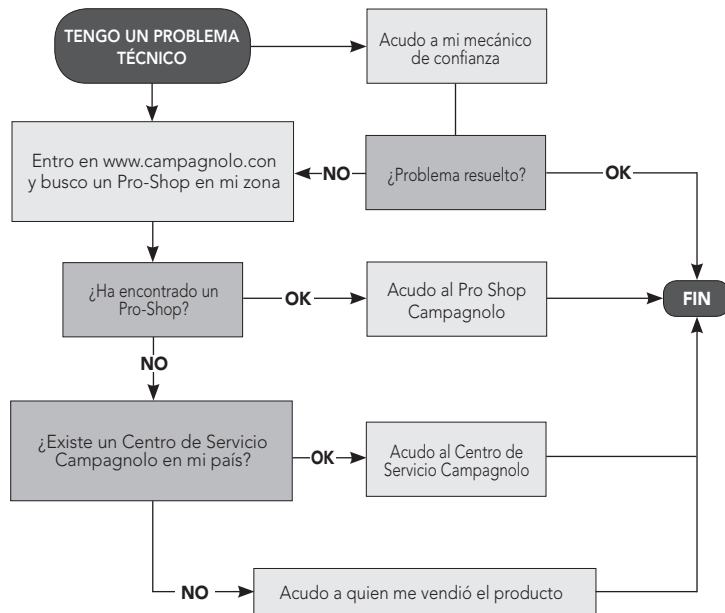 TENGO UN PROBLEMA
TÉCNICO
Acudo a mi mecánico
de confianza
Entro en www.campagnolo.con
y busco un Pro-Shop en mi zona
NO
¿Problema resuelto?
OK
¿Ha encontrado un
Pro-Shop?
OK
Acudo al Pro Shop
Campagnolo
FIN
NO
¿Existe un Centro de Servicio
Campagnolo en mi país?
OK
Acudo al Centro de
Servicio Campagnolo
NO
Acudo a quien me vendió el producto